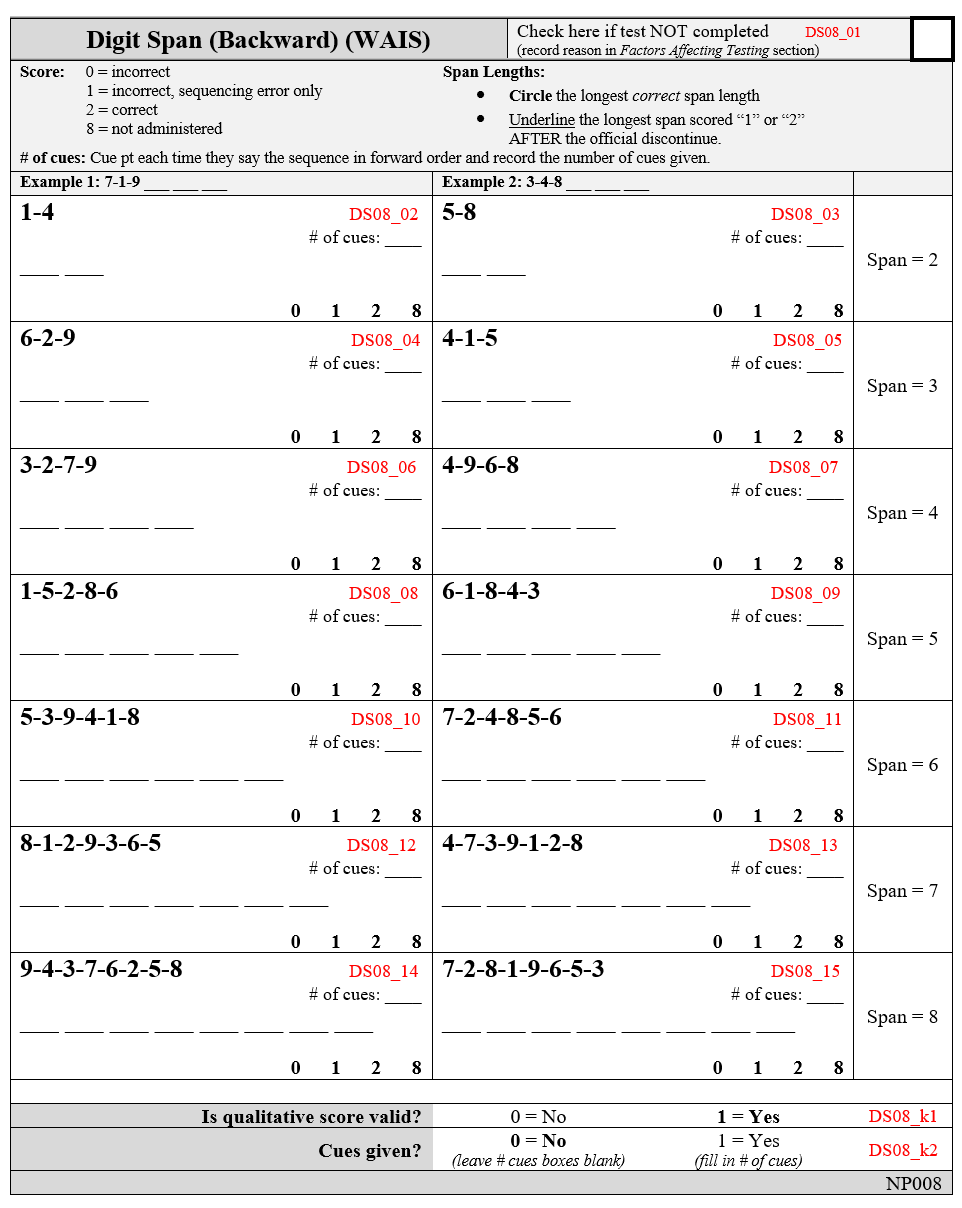 Digit Span (Backward) (WAIS)
Check here if test NOT completed DS08_01
(record reason in Factors Affecting Testing section)
Score: 0 = incorrect
1 = incorrect, sequencing error only
2 = correct
8 = not administered
Span Lengths:
• Circle the longest correct span length
• Underline the longest span scored “1” or “2”
AFTER the official discontinue.
# of cues: Cue pt each time they say the sequence in forward order and record the number of cues given.
Example 1: 7-1-9 ___ ___ ___
Example 2: 3-4-8 ___ ___ ___
1-4 DS08_02
# of cues: ____
____ ____
0 1 2 8
5-8 DS08_03
# of cues: ____
____ ____
0 1 2 8
Span = 2
6-2-9 DS08_04
# of cues: ____
____ ____ ____
0 1 2 8
4-1-5 DS08_05
# of cues: ____
____ ____ ____
0 1 2 8
Span = 3
3-2-7-9 DS08_06
# of cues: ____
____ ____ ____ ____
0 1 2 8
4-9-6-8 DS08_07
# of cues: ____
____ ____ ____ ____
0 1 2 8
Span = 4
1-5-2-8-6 DS08_08
# of cues: ____
____ ____ ____ ____ ____
0 1 2 8
6-1-8-4-3 DS08_09
# of cues: ____
____ ____ ____ ____ ____
0 1 2 8
Span = 5
5-3-9-4-1-8 DS08_10
# of cues: ____
____ ____ ____ ____ ____ ____
0 1 2 8
7-2-4-8-5-6 DS08_11
# of cues: ____
____ ____ ____ ____ ____ ____
0 1 2 8
Span = 6
8-1-2-9-3-6-5 DS08_12
# of cues: ____
____ ____ ____ ____ ____ ____ ____
0 1 2 8
4-7-3-9-1-2-8 DS08_13
# of cues: ____
____ ____ ____ ____ ____ ____ ____
0 1 2 8
Span = 7
9-4-3-7-6-2-5-8 DS08_14
# of cues: ____
____ ____ ____ ____ ____ ____ ____ ____
0 1 2 8
7-2-8-1-9-6-5-3 DS08_15
# of cues: ____
____ ____ ____ ____ ____ ____ ____ ____
0 1 2 8
Span = 8
Is qualitative score valid? 0 = No 1 = Yes DS08_k1
Cues given? 0 = No 1 = Yes DS08_k2
(leave # cues boxes blank) (fill in # of cues)
NP008